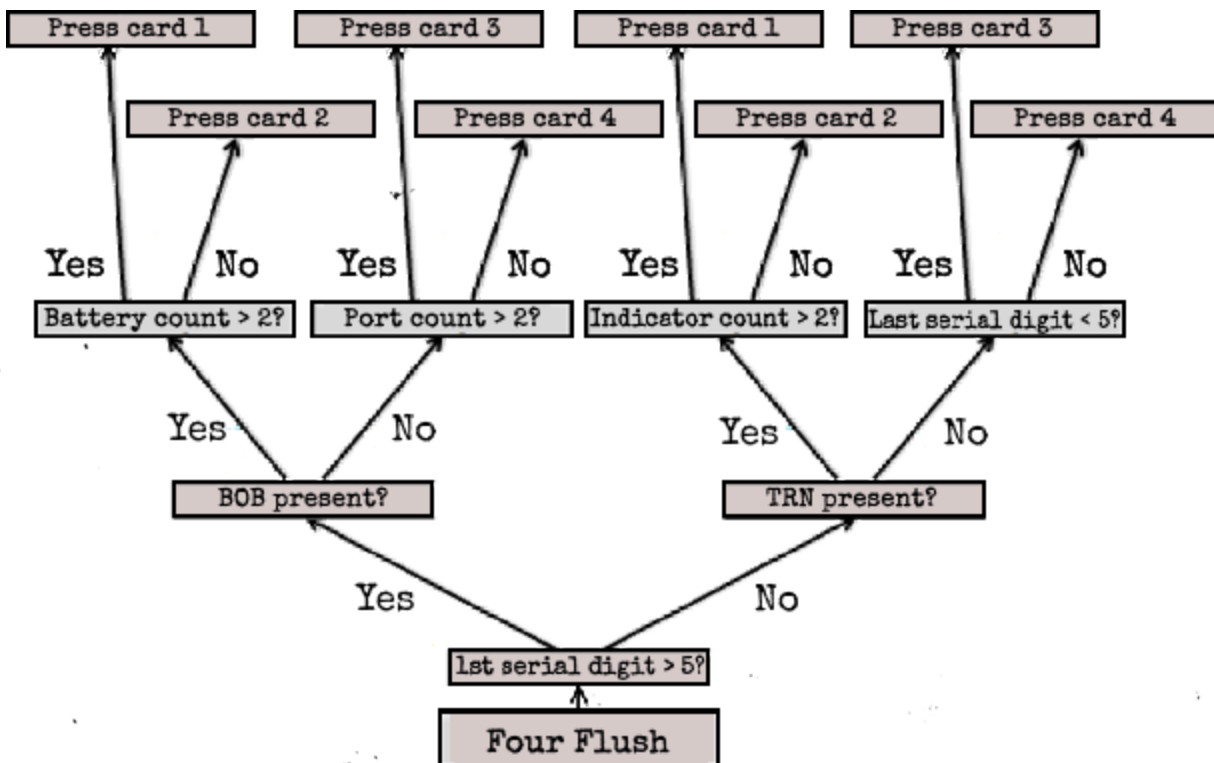 Press card 1
Press card 3
Press card 1
Press card 3
Press card 2
Press card 4
Press card 2
Press card 4
Yes
No
Yes
No
Yes
No
Yes
No
Battery count > 2?
Port count > 2?
Indicator count > 2?
Last serial digit < 5?
Yes
No
Yes
No
BOB present?
TRN present?
Yes
No
1st serial digit > 5?
Four Flush